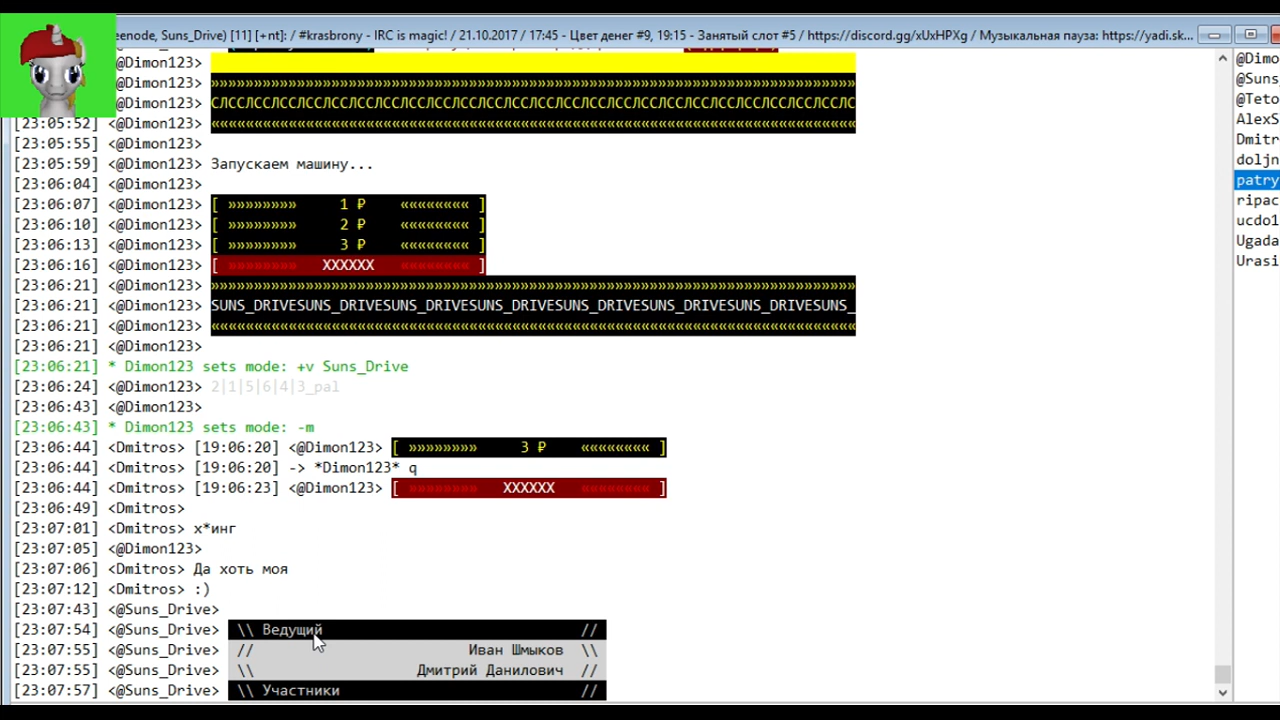 eenode, Suns_Drive) [11] [+nt]: / #krasbrony - IRC is magic! / 21.10.2017 / 17:45 - Цвет денег #9, 19:15 - Занятый слот #5 / https://discord.gg/xUxHPXg / Музыкальная пауза: https://yadi.sk...
@Dimon123>
@Dimon123> »»»»»»»»»»»»»»»»»»»»»»»»»»»»»»»»»»»»»»»»»»»»»»»»»»»»»»»»»»»»»»»»»»»»»»»»»»»
@Dimon123> СЛССЛССЛССЛССЛССЛССЛССЛССЛССЛССЛССЛССЛССЛССЛССЛССЛССЛССЛССЛССЛССЛССЛССЛССЛС
[23:05:52] <@Dimon123> «««««««««««««««««««««««««««««««««««««««««««««««««««««««««««««««««««««««««««
[23:05:55] <@Dimon123>
[23:05:59] <@Dimon123> Запускаем машину...
[23:06:04] <@Dimon123>
[23:06:07] <@Dimon123> [ »»»»»»»» 1 ₽ «««««««« ]
[23:06:10] <@Dimon123> [ »»»»»»»» 2 ₽ «««««««« ]
[23:06:13] <@Dimon123> [ »»»»»»»» 3 ₽ «««««««« ]
[23:06:16] <@Dimon123> [ »»»»»»»» XXXXXX «««««««« ]
[23:06:21] <@Dimon123> »»»»»»»»»»»»»»»»»»»»»»»»»»»»»»»»»»»»»»»»»»»»»»»»»»»»»»»»»»»»»»»»»»»»»»»»»»»
[23:06:21] <@Dimon123> SUNS_DRIVESUNS_DRIVESUNS_DRIVESUNS_DRIVESUNS_DRIVESUNS_DRIVESUNS_DRIVESUNS_
[23:06:21] <@Dimon123> «««««««««««««««««««««««««««««««««««««««««««««««««««««««««««««««««««««««««««
[23:06:21] <@Dimon123>
[23:06:21] * Dimon123 sets mode: +v Suns_Drive
[23:06:24] <@Dimon123> 2|1|5|6|4|3_pal
[23:06:43] <@Dimon123>
[23:06:43] * Dimon123 sets mode: -m
[23:06:44] <Dmitros> [19:06:20] <@Dimon123> [ »»»»»»»» 3 ₽ «««««««« ]
[23:06:44] <Dmitros> [19:06:20] -> *Dimon123* q
[23:06:44] <Dmitros> [19:06:23] <@Dimon123> [ »»»»»»»» XXXXXX «««««««« ]
[23:06:49] <Dmitros>
[23:07:01] <Dmitros> х*инг
[23:07:05] <@Dimon123>
[23:07:06] <Dmitros> Да хоть моя
[23:07:12] <Dmitros> :)
[23:07:43] <@Suns_Drive>
[23:07:54] <@Suns_Drive> \\ Ведущий //
[23:07:55] <@Suns_Drive> // Иван Шмыков \\
[23:07:55] <@Suns_Drive> \\ Дмитрий Данилович //
[23:07:57] <@Suns_Drive> \\ Участники //
@Dimo
@Suns_
@Teto
AlexS
Dmitr
doljn
patry
ripac
ucdo1
Ugada
Urasi